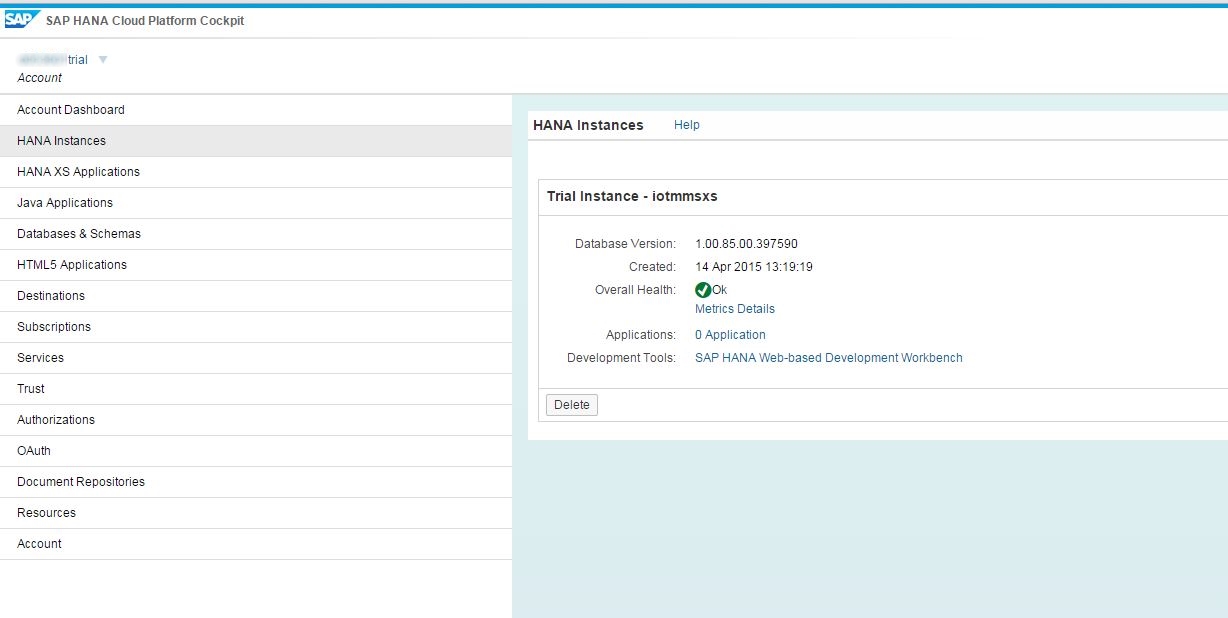 SAP SAP HANA Cloud Platform Cockpit
trial
Account
Account Dashboard
HANA Instances
HANA XS Applications
Java Applications
Databases & Schemas
HTML5 Applications
Destinations
Subscriptions
Services
Trust
Authorizations
OAuth
Document Repositories
Resources
Account
HANA Instances Help
Trial Instance - iotmmsxs
Database Version: 1.00.85.00.397590
Created: 14 Apr 2015 13:19:19
Overall Health: Ok
Metrics Details
Applications: 0 Application
Development Tools: SAP HANA Web-based Development Workbench
Delete